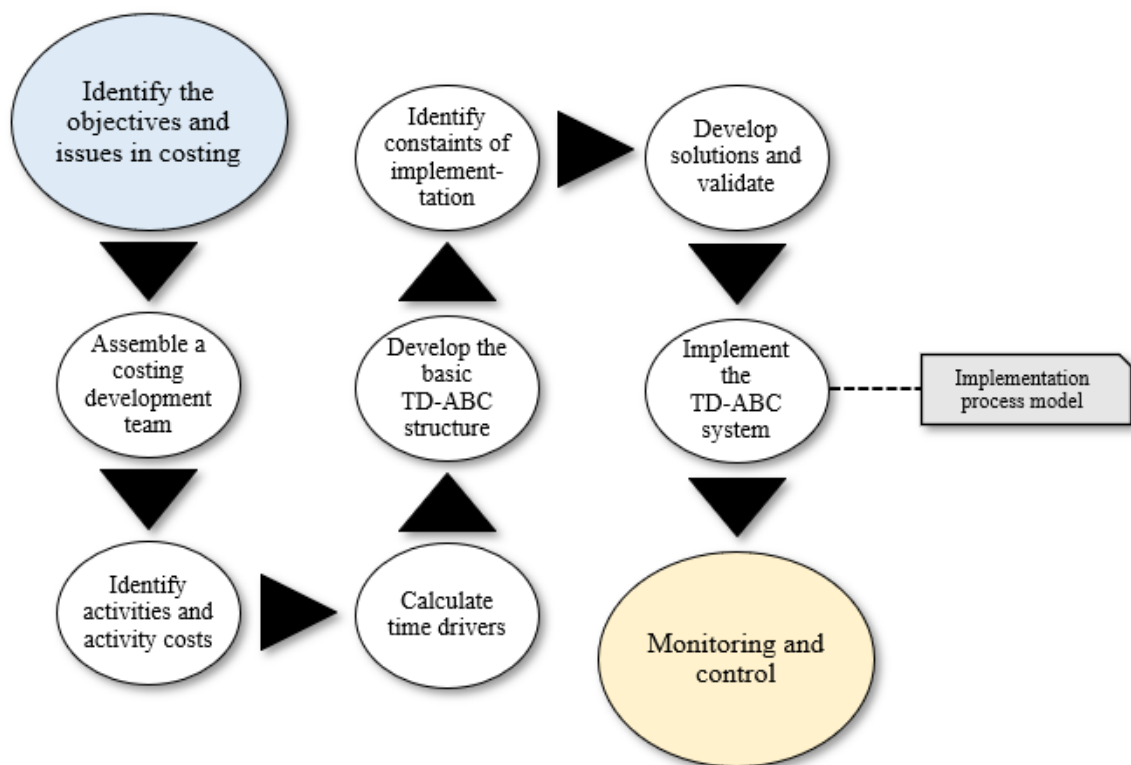 Identify the
objectives and
issues in costing
Assemble a
costing
development
team
Identify
activities and
activity costs
Calculate
time drivers
Develop the
basic
TD-ABC
structure
Identify
constaints of
implement-
tation
Develop
solutions and
validate
Implement
the
TD-ABC
system
Implementation
process model
Monitoring and
control